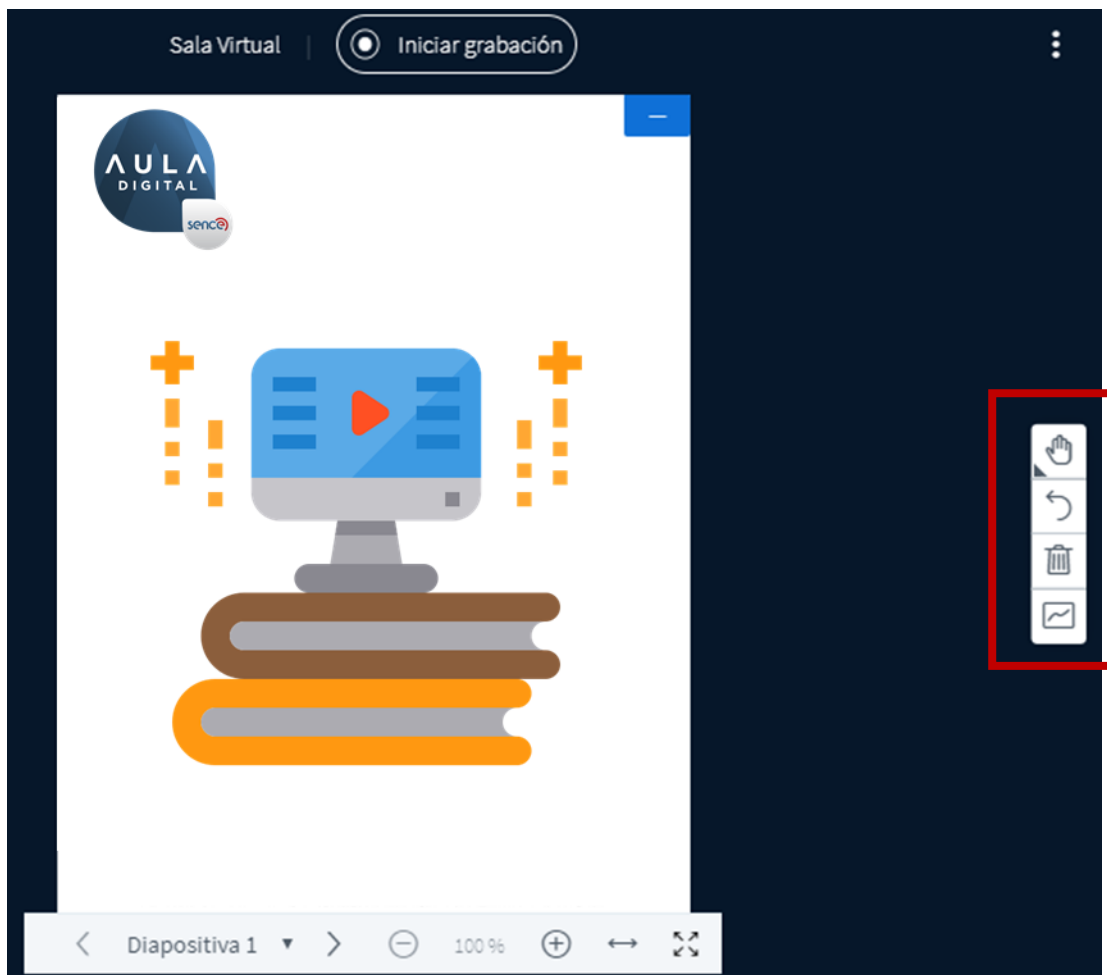 Sala Virtual
Iniciar grabación
AULA
DIGITAL
sence
Diapositiva 1
100 %